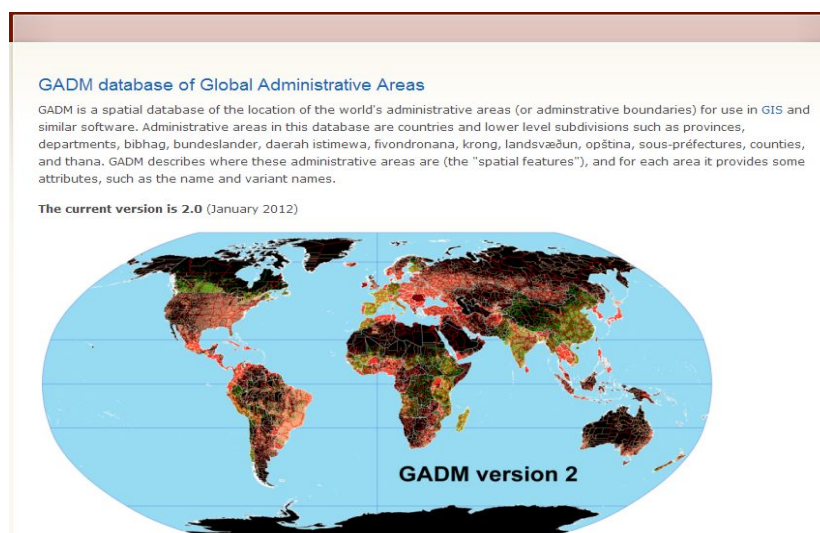 GADM database of Global Administrative Areas
GADM is a spatial database of the location of the world's administrative areas (or adminstrative boundaries) for use in GIS and
similar software. Administrative areas in this database are countries and lower level subdivisions such as provinces,
departments, bibhag, bundeslander, daerah istimewa, fivondronana, krong, landsvæðun, opština, sous-préfectures, counties,
and thana. GADM describes where these administrative areas are (the "spatial features"), and for each area it provides some
attributes, such as the name and variant names.
The current version is 2.0 (January 2012)
GADM version 2